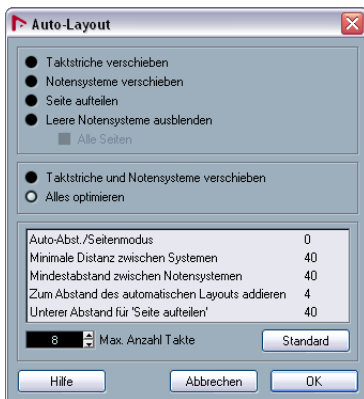 Auto-Layout
Taktstriche verschieben
Notensysteme verschieben
Seite aufteilen
Leere Notensysteme ausblenden
Alle Seiten
Taktstriche und Notensysteme verschieben
Alles optimieren
Auto-Abst./Seitenmodus 0
Minimale Distanz zwischen Systemen 40
Mindestabstand zwischen Notensystemen 40
Zum Abstand des automatischen Layouts addieren 4
Unterer Abstand für 'Seite aufteilen' 40
8 Max. Anzahl Takte Standard
Hilfe Abbrechen OK